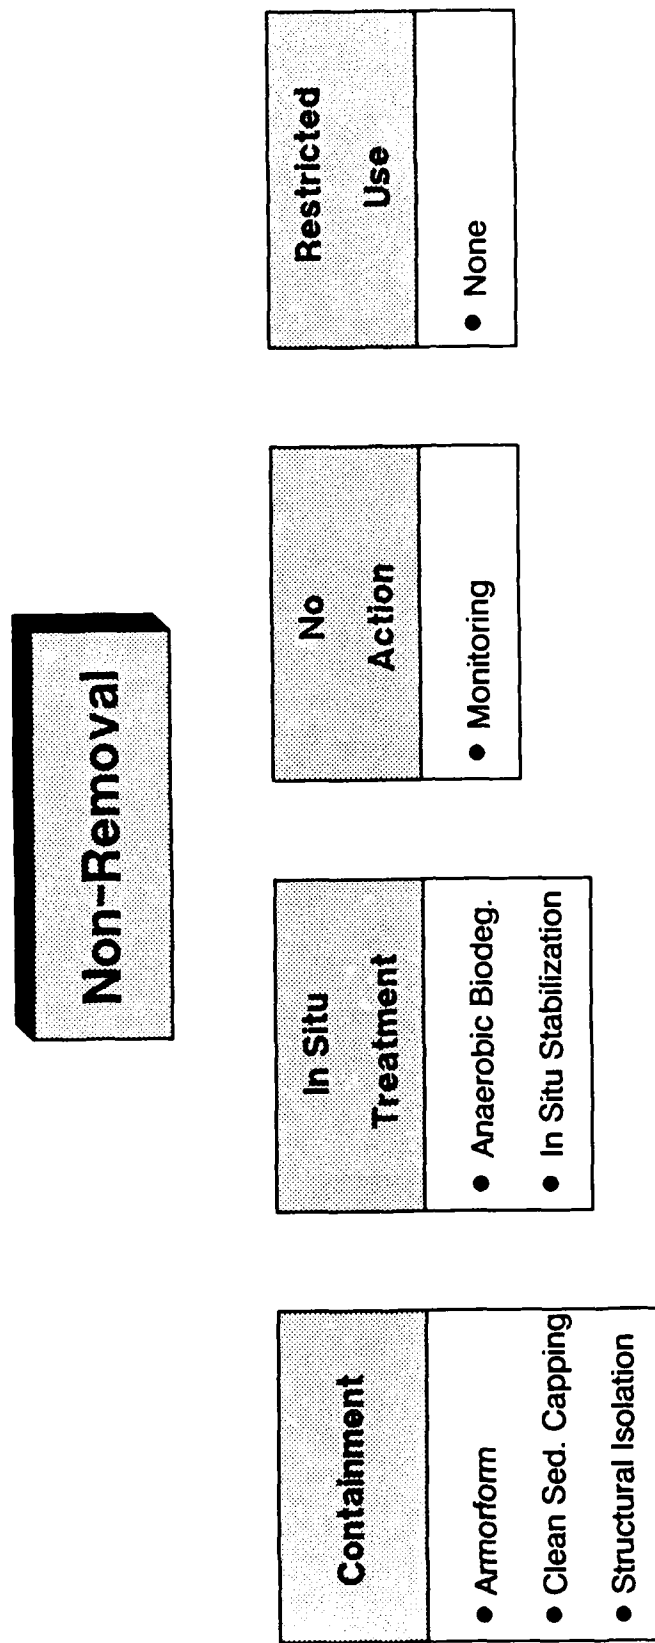 Non-Removal
Containment
● Armorform
● Clean Sed. Capping
● Structural Isolation
In Situ
Treatment
● Anaerobic Biodeg.
● In Situ Stabilization
No
Action
● Monitoring
Restricted
Use
● None